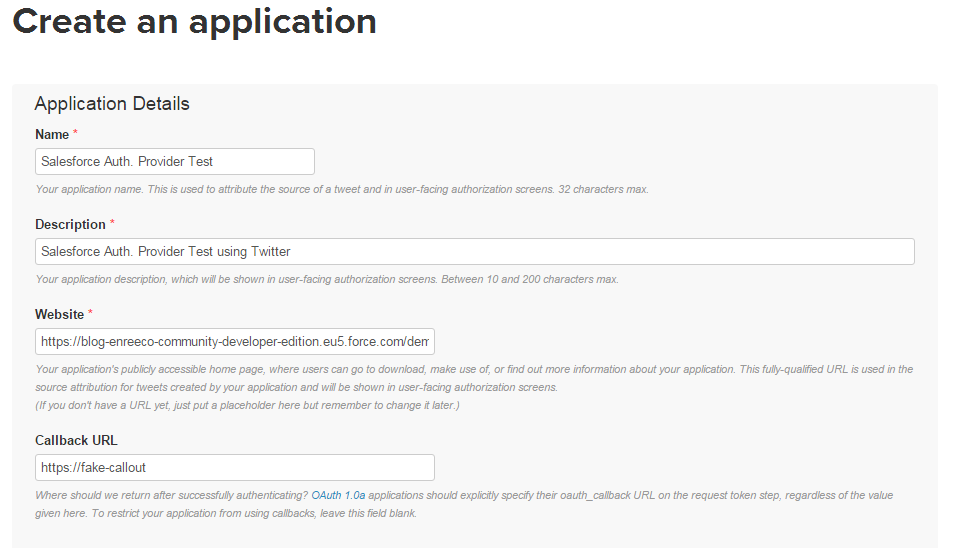 Create an application
Application Details
Name *
Salesforce Auth. Provider Test
Your application name. This is used to attribute the source of a tweet and in user-facing authorization screens. 32 characters max.
Description *
Salesforce Auth. Provider Test using Twitter
Your application description, which will be shown in user-facing authorization screens. Between 10 and 200 characters max.
Website *
https://blog-enreeco-community-developer-edition.eu5.force.com/dem
Your application's publicly accessible home page, where users can go to download, make use of, or find out more information about your application. This fully-qualified URL is used in the
source attribution for tweets created by your application and will be shown in user-facing authorization screens.
(If you don't have a URL yet, just put a placeholder here but remember to change it later.)
Callback URL
https://fake-callout
Where should we return after successfully authenticating? OAuth 1.0a applications should explicitly specify their oauth_callback URL on the request token step, regardless of the value
given here. To restrict your application from using callbacks, leave this field blank.